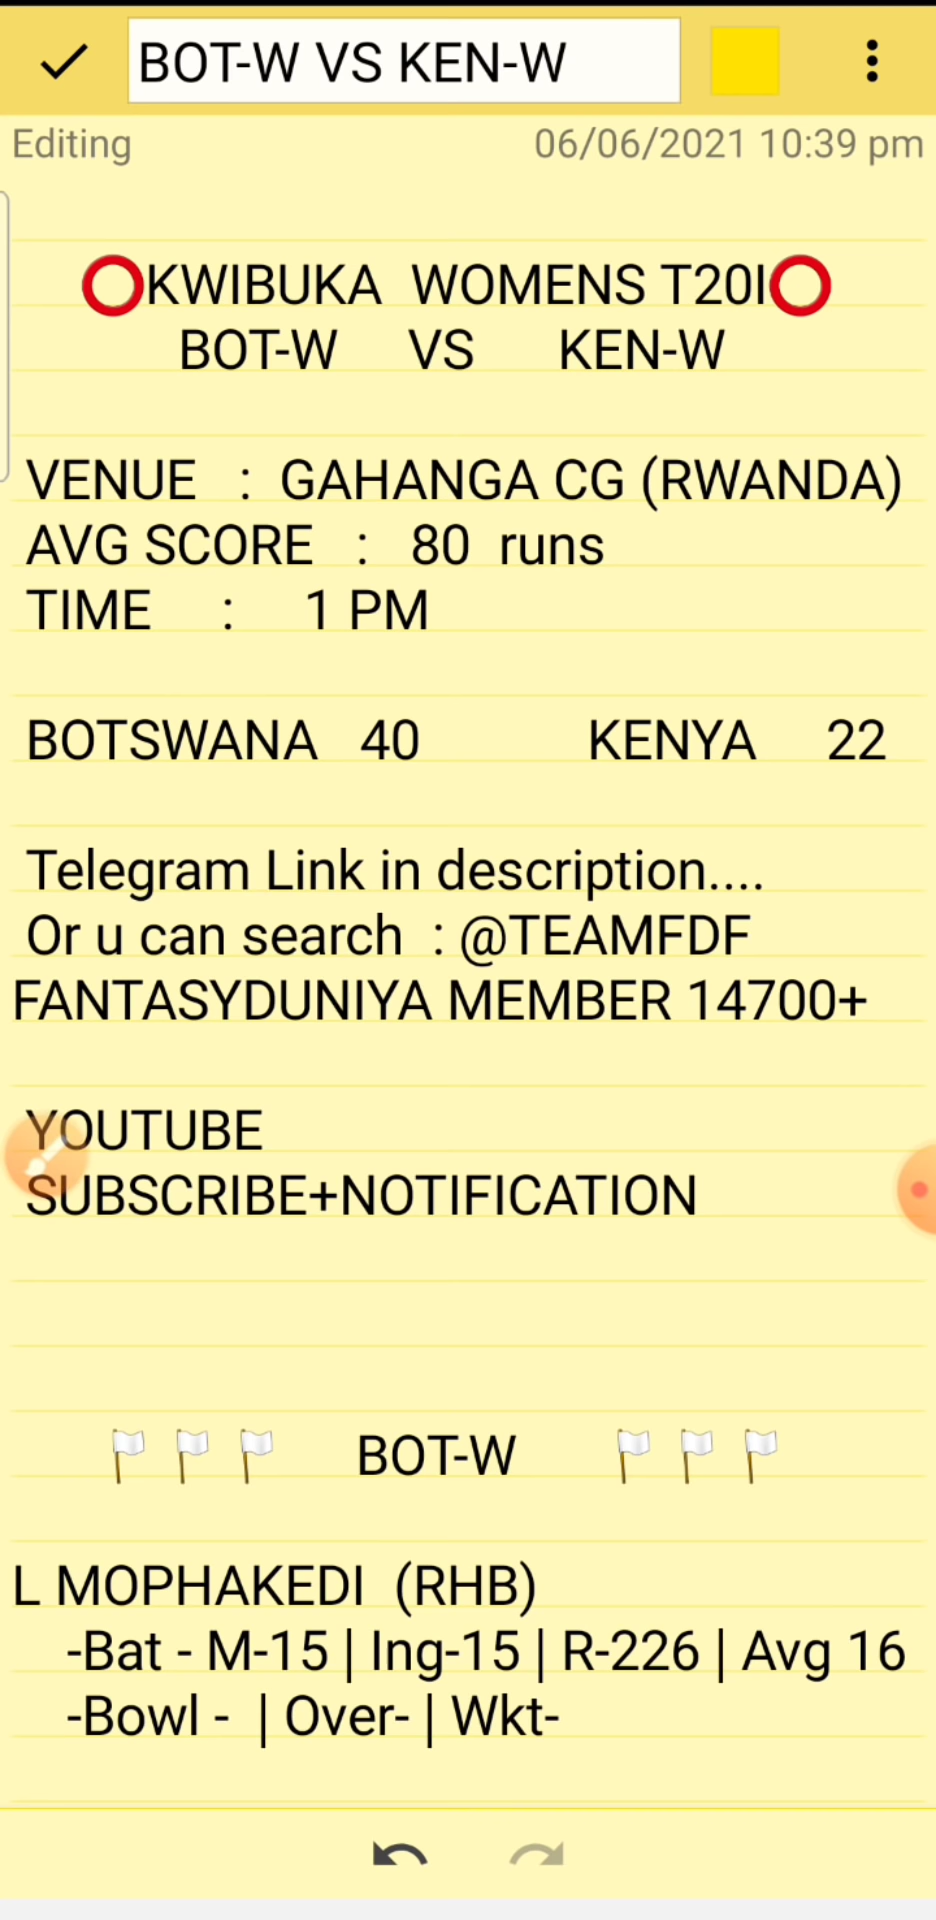 BOT-W VS KEN-W
Editing 06/06/2021 10:39 pm
⭕KWIBUKA WOMENS T20I⭕
BOT-W VS KEN-W
VENUE : GAHANGA CG (RWANDA)
AVG SCORE : 80 runs
TIME : 1 PM
BOTSWANA 40 KENYA 22
Telegram Link in description....
Or u can search : @TEAMFDF
FANTASYDUNIYA MEMBER 14700+
YOUTUBE
SUBSCRIBE+NOTIFICATION
🏳🏳🏳 BOT-W 🏳🏳🏳
L MOPHAKEDI (RHB)
-Bat - M-15 | Ing-15 | R-226 | Avg 16
-Bowl - | Over- | Wkt-